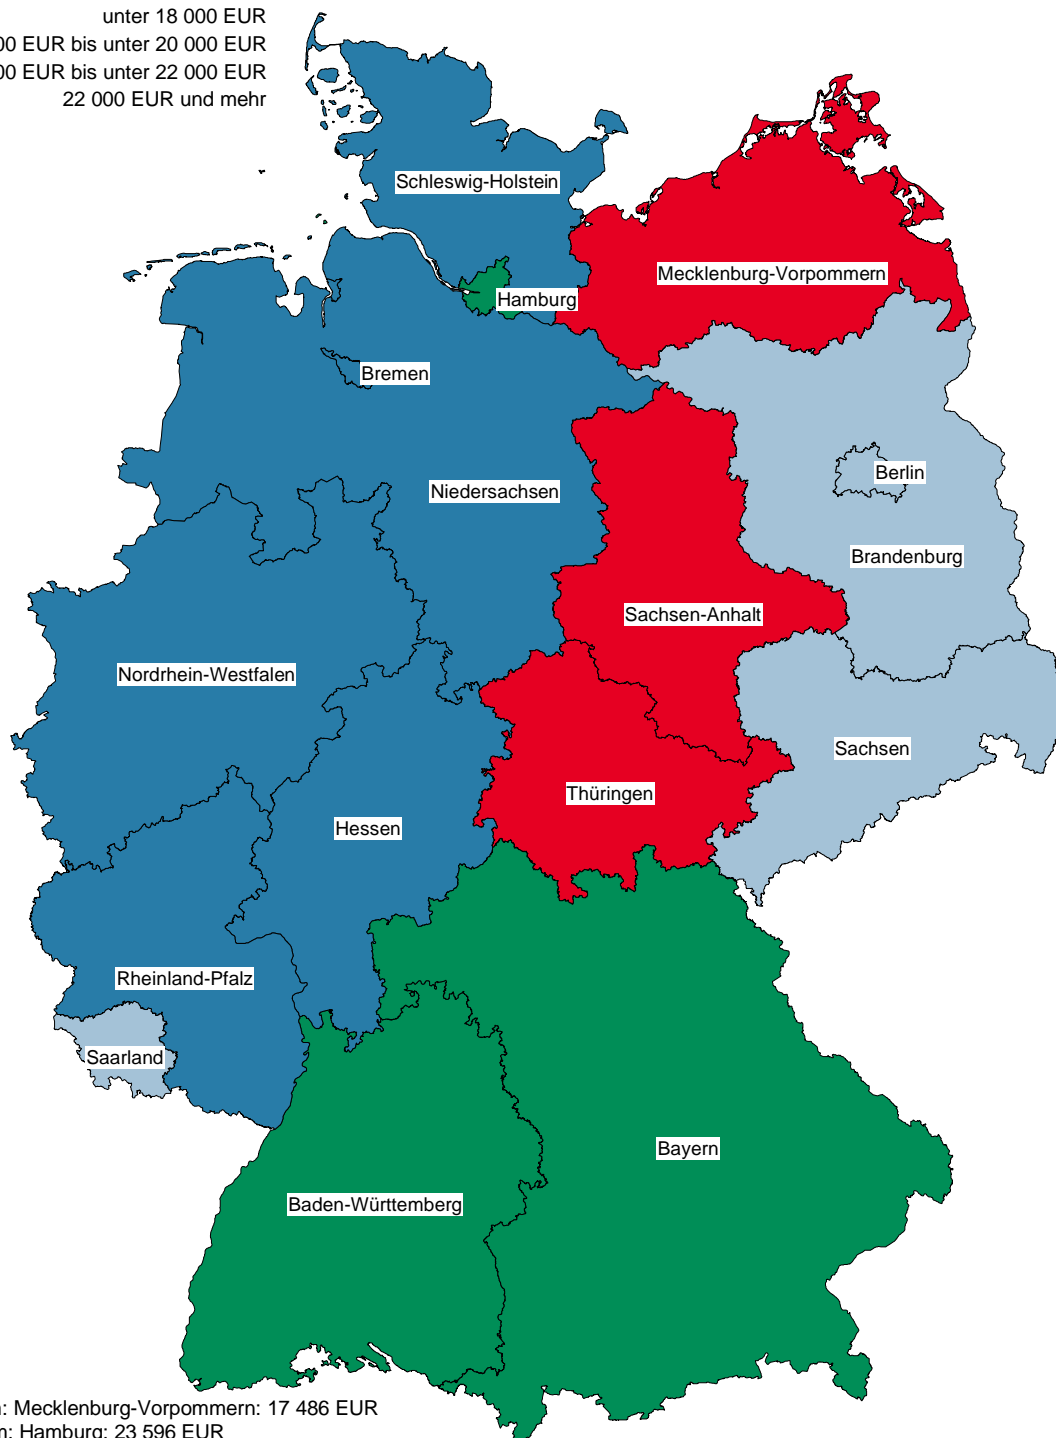 unter 18 000 EUR
00 EUR bis unter 20 000 EUR
00 EUR bis unter 22 000 EUR
22 000 EUR und mehr
Schleswig-Holstein
Mecklenburg-Vorpommern
Hamburg
Bremen
Berlin
Niedersachsen
Brandenburg
Sachsen-Anhalt
Nordrhein-Westfalen
Sachsen
Thüringen
Hessen
Rheinland-Pfalz
Saarland
Bayern
Baden-Württemberg
: Mecklenburg-Vorpommern: 17 486 EUR
m: Hamburg: 23 596 EUR